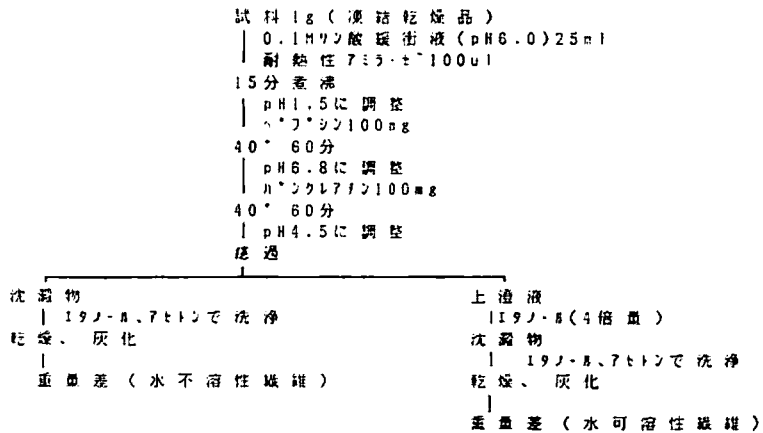 試料1g(凍結乾燥品)
0.1Mリン酸緩衝液(pH6.0)25ml
耐熱性アミラーゼ100ul
15分煮沸
pH1.5に調整
ペプシン100mg
40° 60分
pH6.8に調整
パンクレアチン100mg
40° 60分
pH4.5に調整
濾過
沈澱物
エタノール、アセトンで洗浄
乾燥、灰化
重量差(水不溶性繊維)
上澄液
エタノール(4倍量)
沈澱物
エタノール、アセトンで洗浄
乾燥、灰化
重量差(水可溶性繊維)